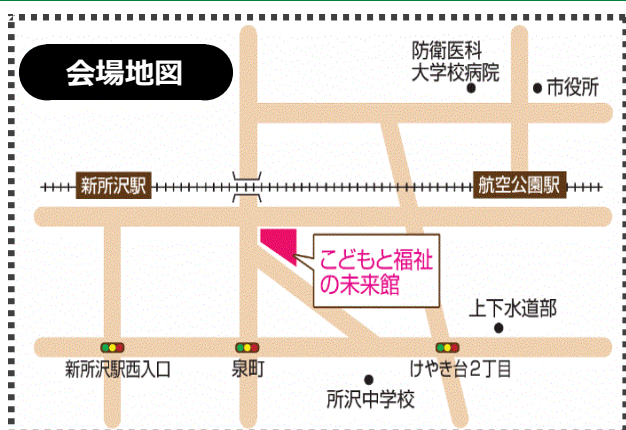 会場地図
防衛医科
大学校病院
市役所
新所沢駅
航空公園駅
こどもと福祉
の未来館
上下水道部
新所沢駅西入口
泉町
けやき台2丁目
所沢中学校